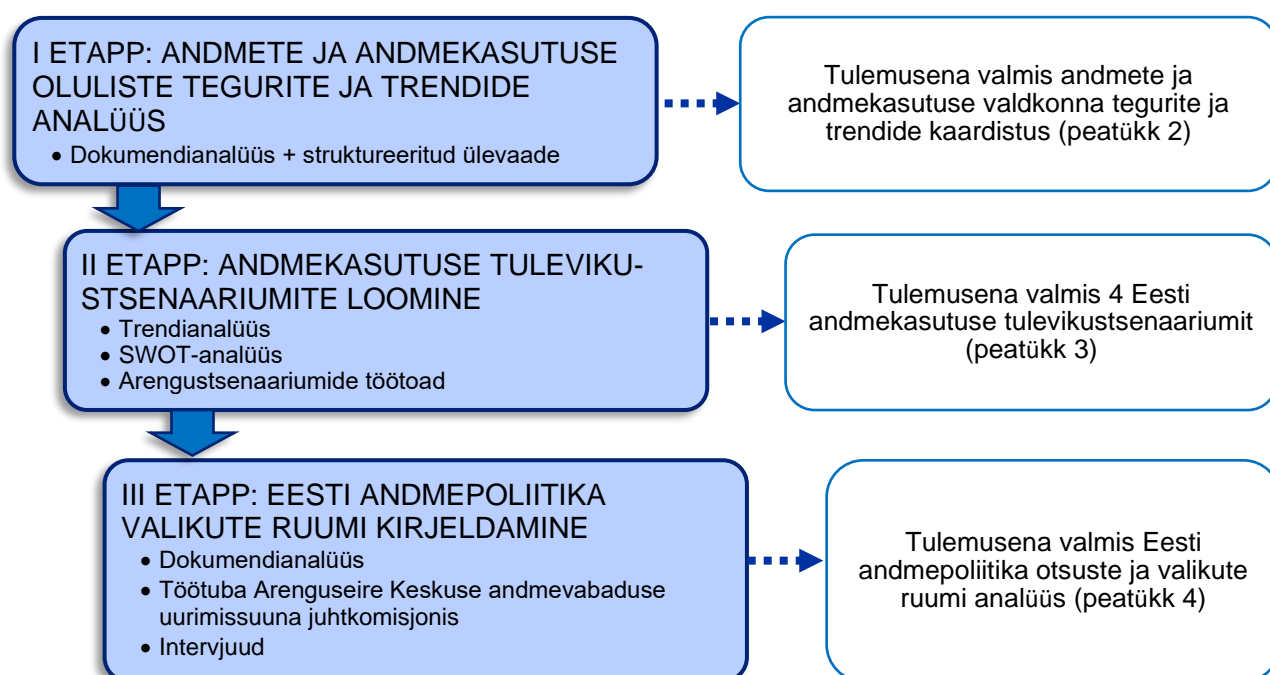 I ETAPP: ANDMETE JA ANDMEKASUTUSE
OLULISTE TEGURITE JA TRENDIDE
ANALÜÜS
• Dokumendianalüüs + struktureeritud ülevaade
Tulemusena valmis andmete ja
andmekasutuse valdkonna tegurite ja
trendide kaardistus (peatükk 2)
II ETAPP: ANDMEKASUTUSE TULEVIKU-
STSENAARIUMITE LOOMINE
• Trendianalüüs
• SWOT-analüüs
• Arengustsenaariumide töötoad
Tulemusena valmis 4 Eesti
andmekasutuse tulevikustsenaariumit
(peatükk 3)
III ETAPP: EESTI ANDMEPOLIITIKA
VALIKUTE RUUMI KIRJELDAMINE
• Dokumendianalüüs
• Töötuba Arenguseire Keskuse andmevabaduse
uurimissuuna juhtkomisjonis
• Intervjuud
Tulemusena valmis Eesti
andmepoliitika otsuste ja valikute
ruumi analüüs (peatükk 4)